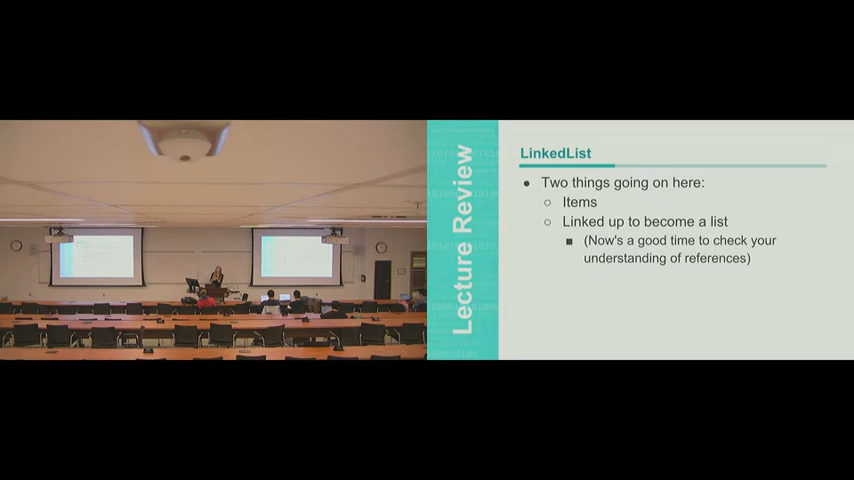 Lecture Review
LinkedList
● Two things going on here:
○ Items
○ Linked up to become a list
■ (Now's a good time to check your
understanding of references)